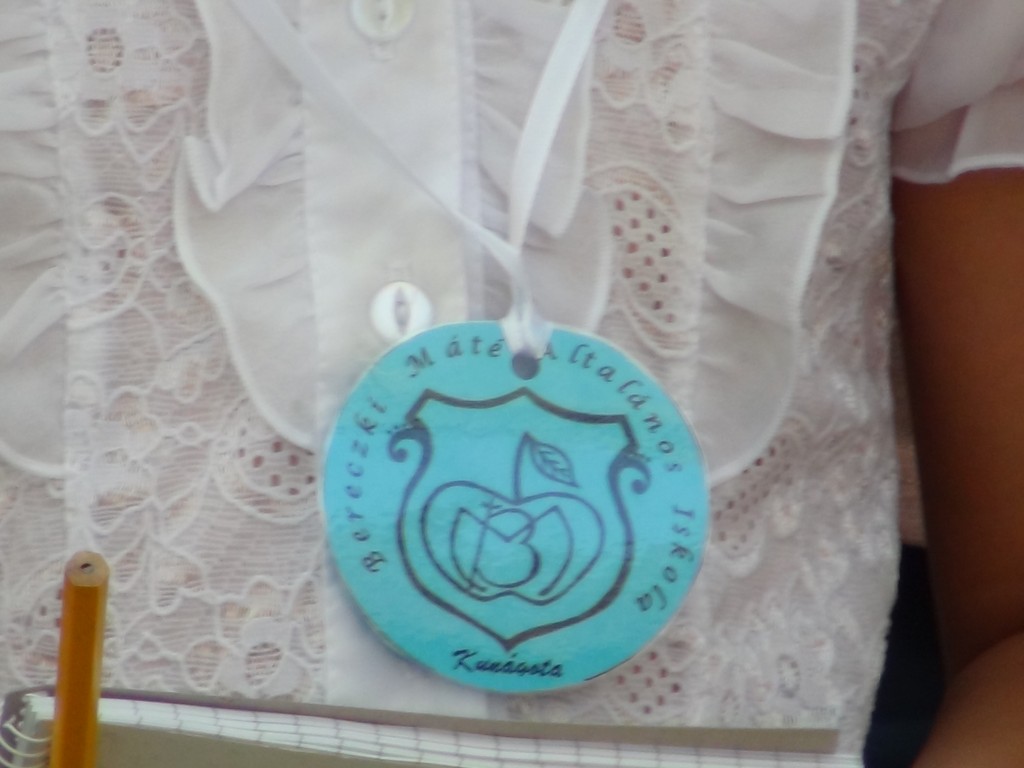 Bereczki Máté Általános Iskola
Kunágota